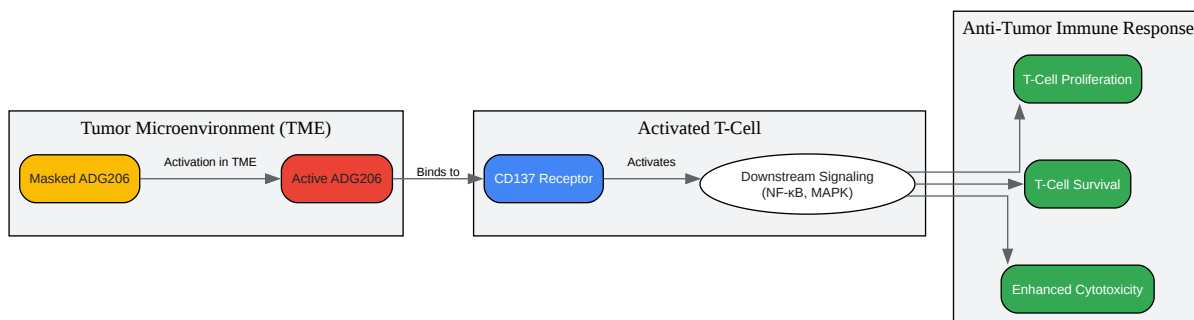 Tumor Microenvironment (TME)
Masked ADG206
Activation in TME
Active ADG206
Binds to
Activated T-Cell
CD137 Receptor
Activates
Downstream Signaling
(NF-κB, MAPK)
Anti-Tumor Immune Response
T-Cell Proliferation
T-Cell Survival
Enhanced Cytotoxicity